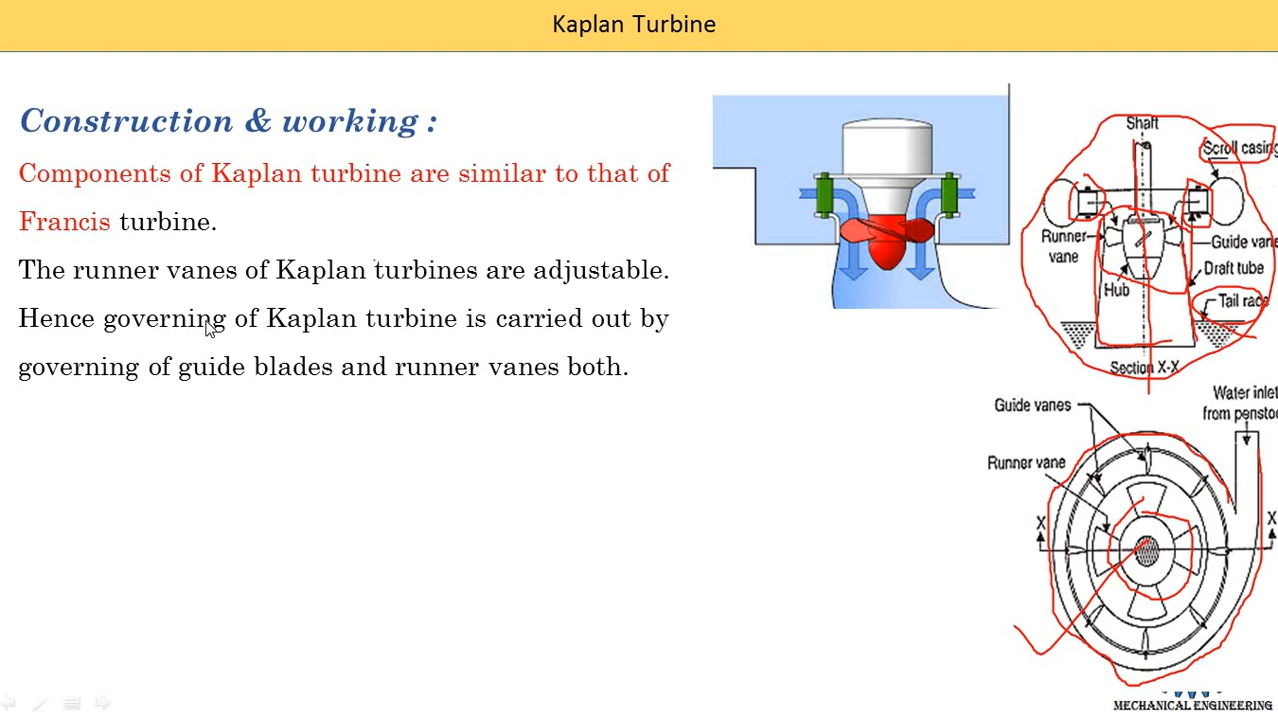 Kaplan Turbine
Construction & working :
Components of Kaplan turbine are similar to that of
Francis turbine.
The runner vanes of Kaplan turbines are adjustable.
Hence governing of Kaplan turbine is carried out by
governing of guide blades and runner vanes both.
Shaft
Scroll casing
Runner
vane
Guide vane
Draft tube
Hub
Tail race
Section X-X
Water inlet
from penstoc
Guide vanes
Runner vane
X
X
MECHANICAL ENGINEERING